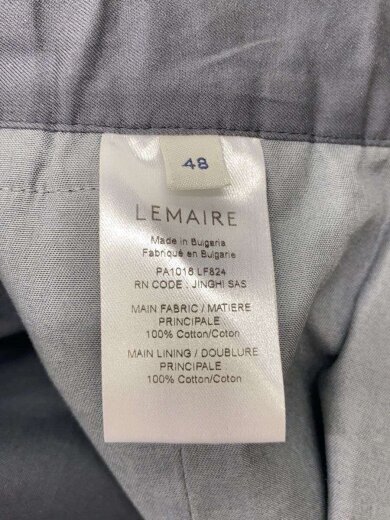 48
LEMAIRE
Made in Bulgaria
Fabriqué en Bulgarie
PA1016 LF824
RN CODE : JINGHI SAS
MAIN FABRIC / MATIERE
PRINCIPALE
100% Cotton/Coton
MAIN LINING / DOUBLURE
PRINCIPALE
100% Cotton/Coton